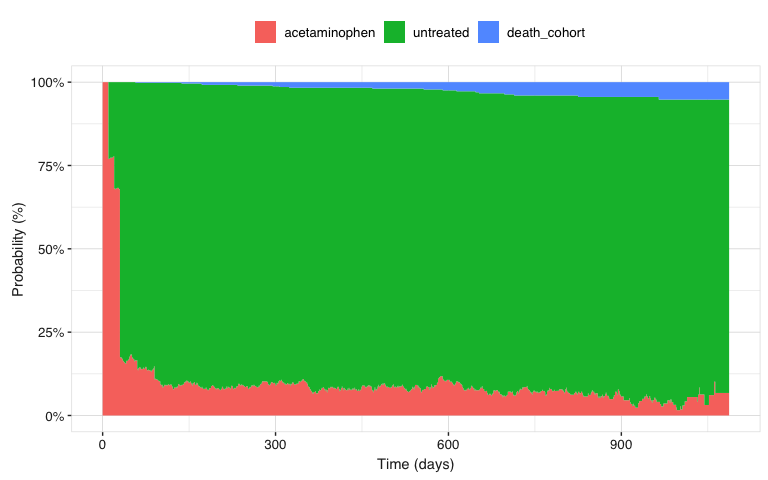 acetaminophen untreated death_cohort
100%
75%
50%
25%
0%
Probability (%)
0 300 600 900
Time (days)